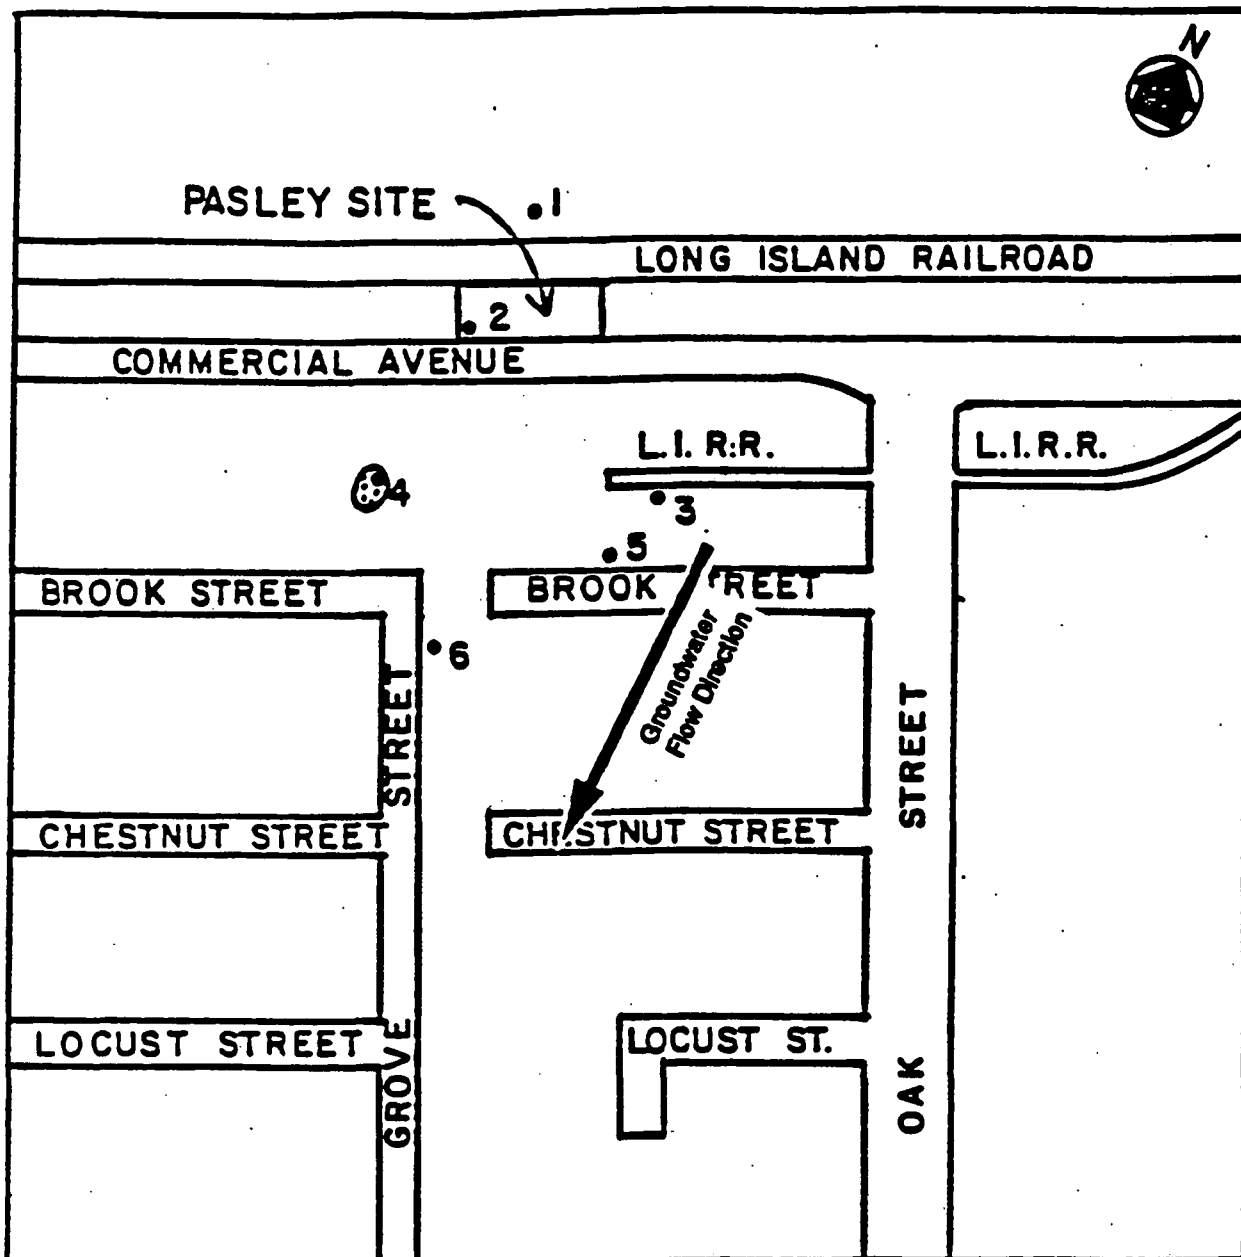 N
PASLEY SITE
.1
LONG ISLAND RAILROAD
2
COMMERCIAL AVENUE
L.I.R.R.
L.I.R.R.
4
3
5
BROOK STREET
BROOK TREET
6
Groundwater
Flow Direction
STREET
STREET
CHESTNUT STREET
CHESTNUT STREET
LOCUST STREET
LOCUST ST.
GROVE
OAK